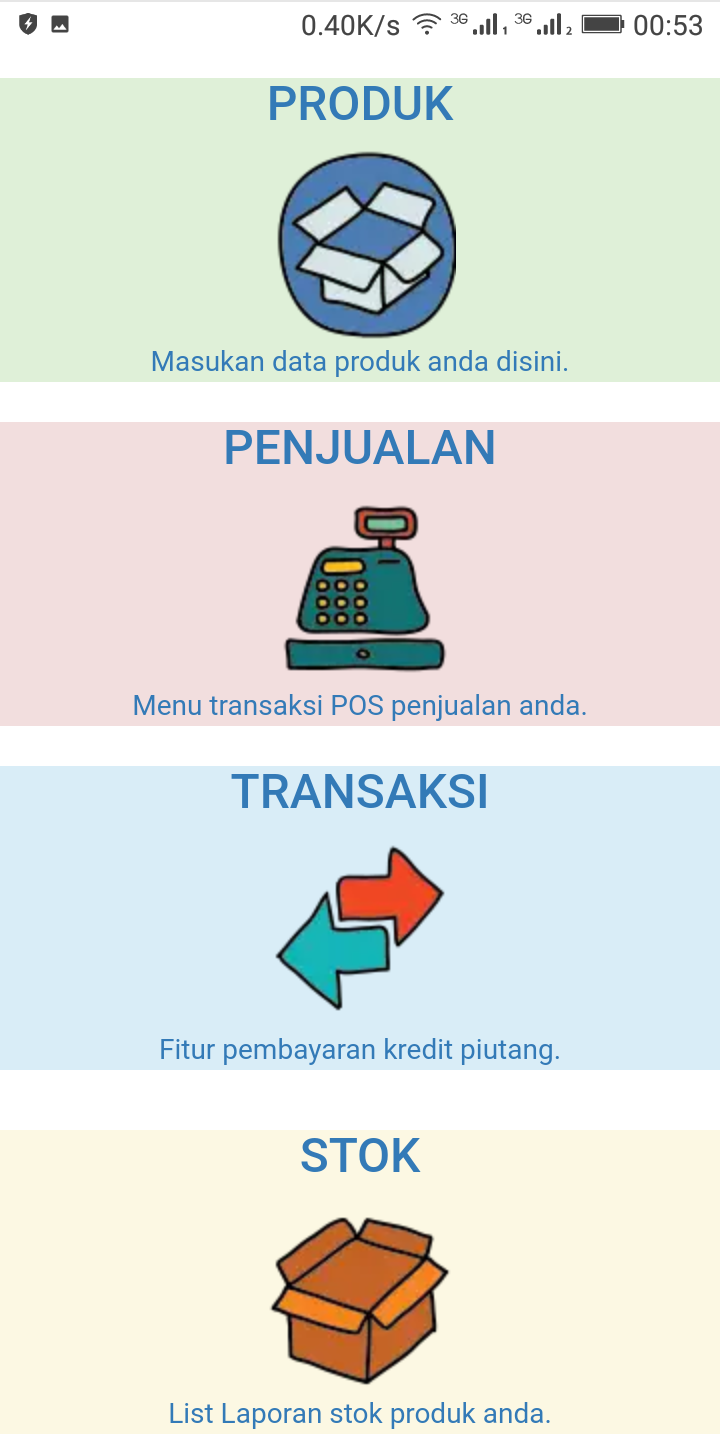 0.40K/s 3G 1 3G 2 00:53
PRODUK
Masukan data produk anda disini.
PENJUALAN
Menu transaksi POS penjualan anda.
TRANSAKSI
Fitur pembayaran kredit piutang.
STOK
List Laporan stok produk anda.